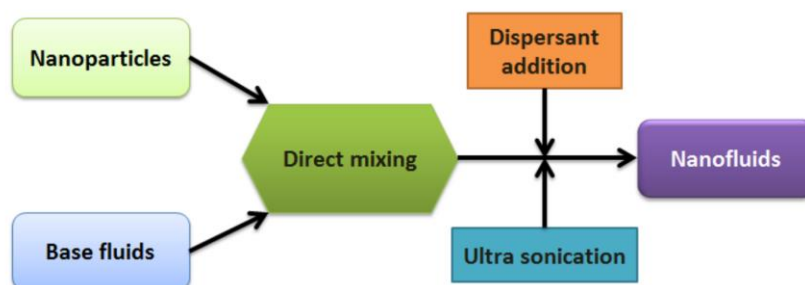 Nanoparticles
Base fluids
Direct mixing
Dispersant
addition
Ultra sonication
Nanofluids